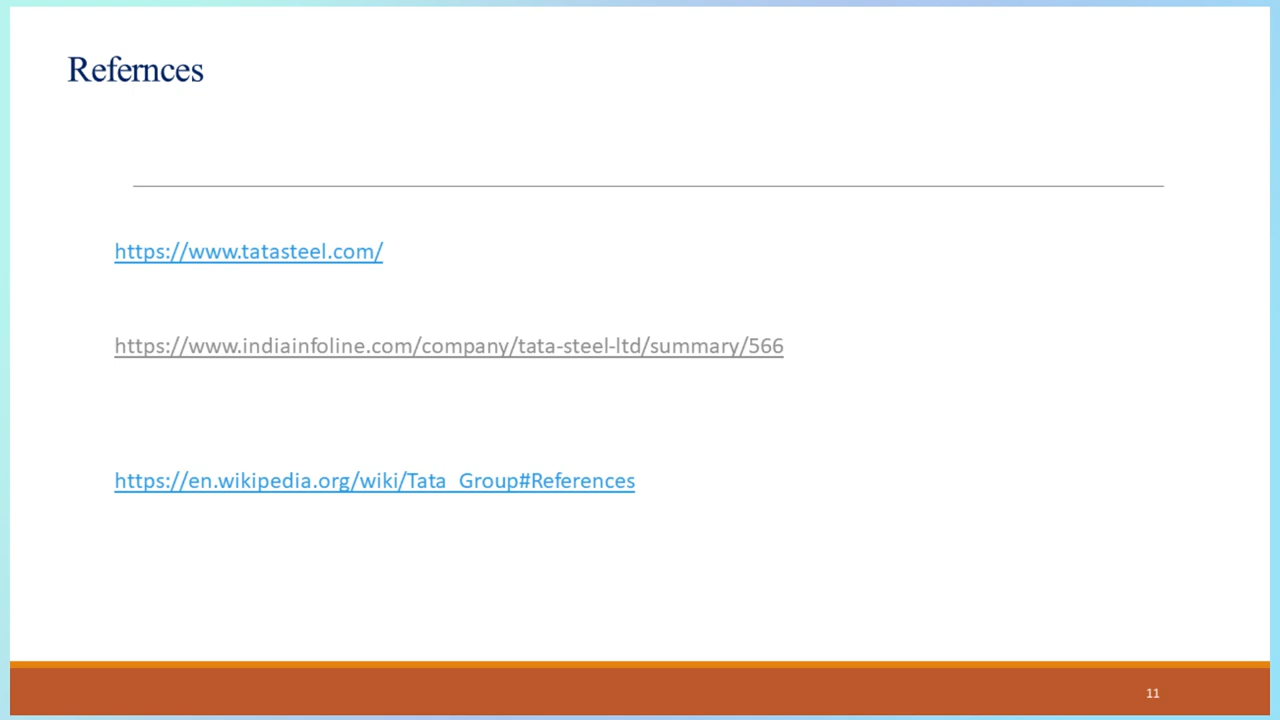 Refernces
https://www.tatasteel.com/
https://www.indiainfoline.com/company/tata-steel-ltd/summary/566
https://en.wikipedia.org/wiki/Tata_Group#References
11